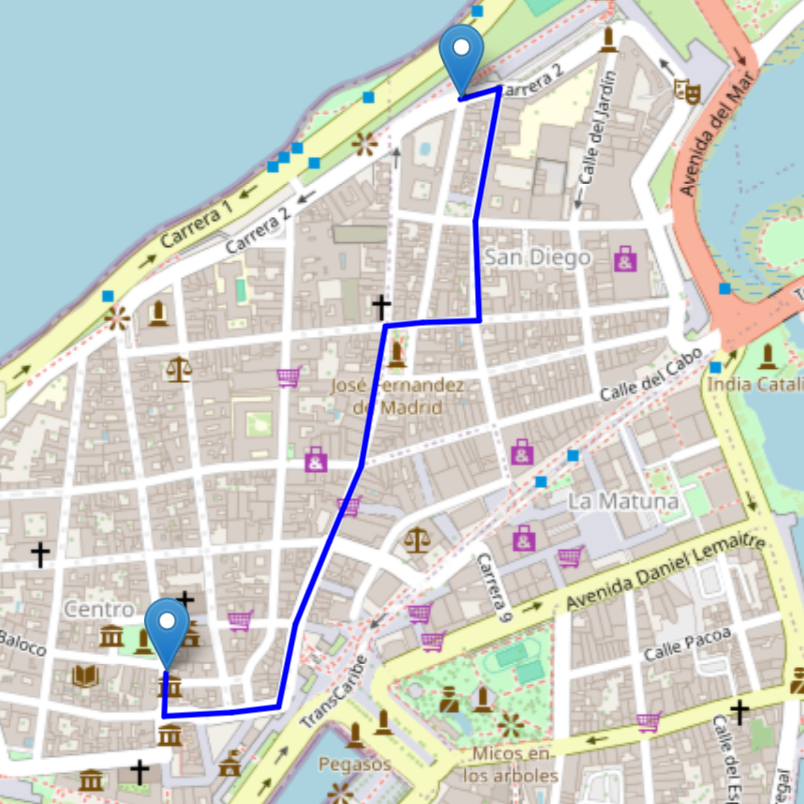 Carrera 2
Calle del Jardín
Avenida del Mar
Carrera 1
Carrera 2
San Diego
José Fernandez
de Madrid
Calle del Cabo
India Catali
La Matuna
Carrera 9
Avenida Daniel Lemaitre
Centro
Baloco
Calle Pacoa
TransCaribe
Pegasos
Micos en
los arboles
Calle del Es